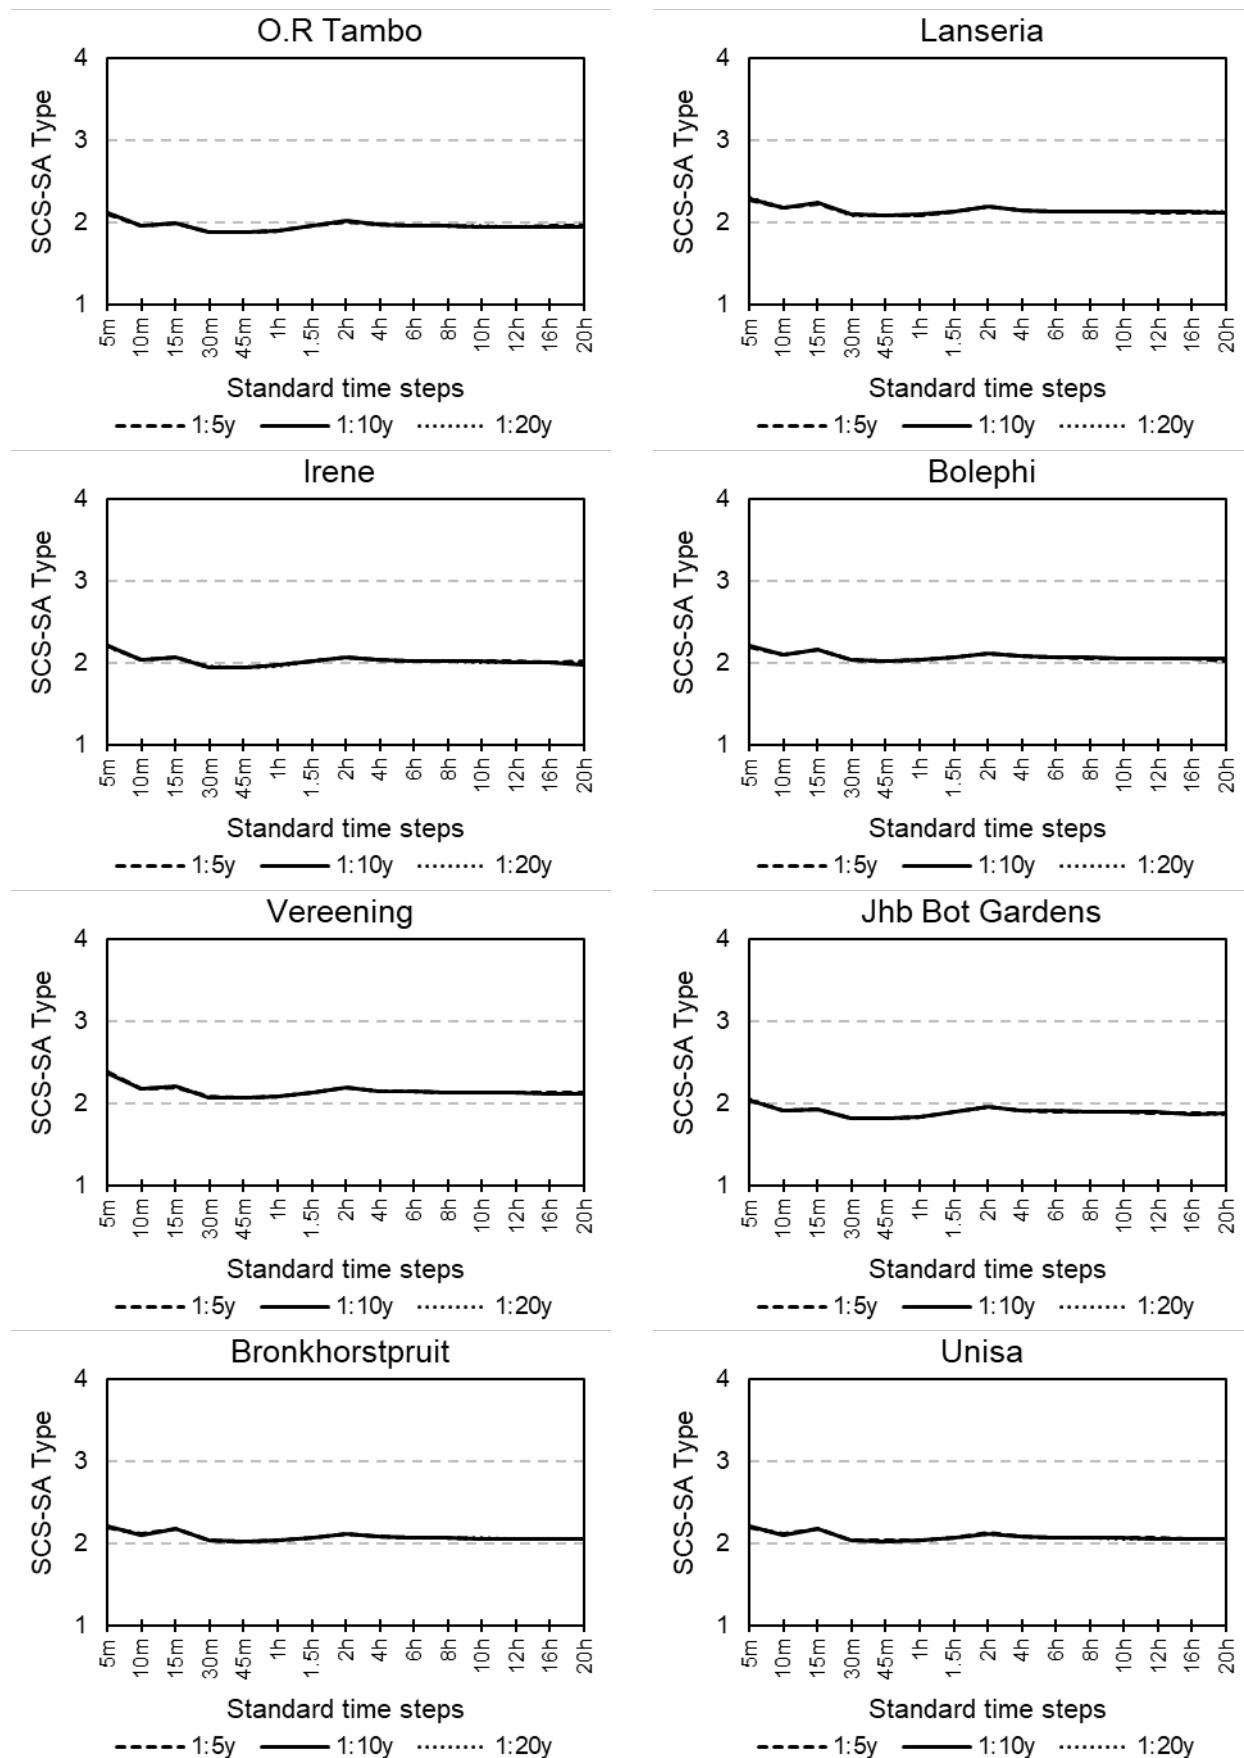 O.R Tambo
4
3
2
1
SCS-SA Type
5m 10m 15m 30m 45m 1h 1.5h 2h 4h 6h 8h 10h 12h 16h 20h
Standard time steps
1:5y 1:10y 1:20y
Lanseria
4
3
2
1
SCS-SA Type
5m 10m 15m 30m 45m 1h 1.5h 2h 4h 6h 8h 10h 12h 16h 20h
Standard time steps
1:5y 1:10y 1:20y
Irene
4
3
2
1
SCS-SA Type
5m 10m 15m 30m 45m 1h 1.5h 2h 4h 6h 8h 10h 12h 16h 20h
Standard time steps
1:5y 1:10y 1:20y
Bolephi
4
3
2
1
SCS-SA Type
5m 10m 15m 30m 45m 1h 1.5h 2h 4h 6h 8h 10h 12h 16h 20h
Standard time steps
1:5y 1:10y 1:20y
Vereening
4
3
2
1
SCS-SA Type
5m 10m 15m 30m 45m 1h 1.5h 2h 4h 6h 8h 10h 12h 16h 20h
Standard time steps
1:5y 1:10y 1:20y
Jhb Bot Gardens
4
3
2
1
SCS-SA Type
5m 10m 15m 30m 45m 1h 1.5h 2h 4h 6h 8h 10h 12h 16h 20h
Standard time steps
1:5y 1:10y 1:20y
Bronkhorstpruit
4
3
2
1
SCS-SA Type
5m 10m 15m 30m 45m 1h 1.5h 2h 4h 6h 8h 10h 12h 16h 20h
Standard time steps
1:5y 1:10y 1:20y
Unisa
4
3
2
1
SCS-SA Type
5m 10m 15m 30m 45m 1h 1.5h 2h 4h 6h 8h 10h 12h 16h 20h
Standard time steps
1:5y 1:10y 1:20y